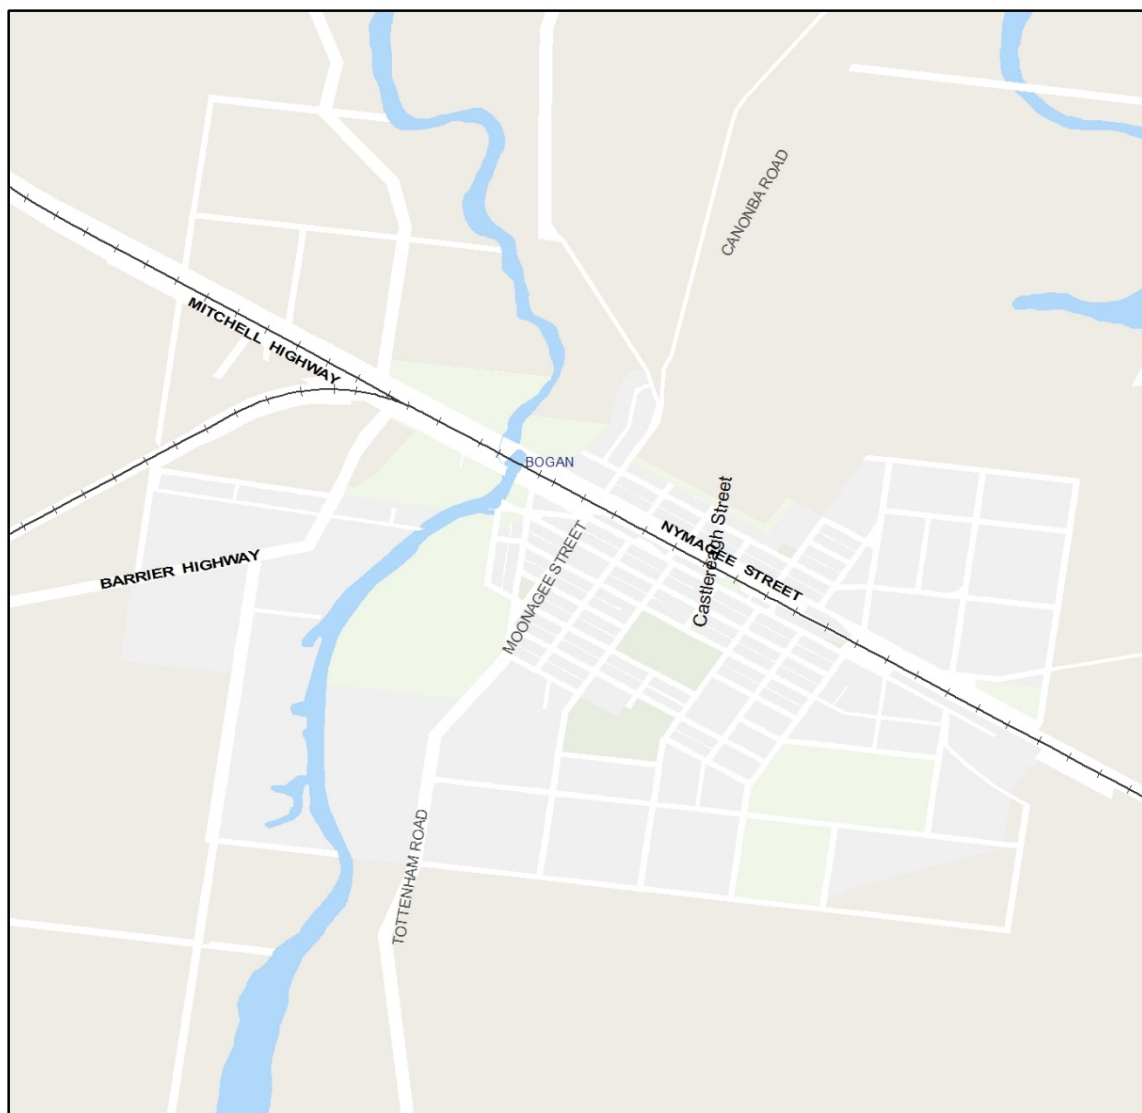 CANONBA ROAD
MITCHELL HIGHWAY
BOGAN
Castlereagh Street
NYMAGEE STREET
MOONAGEE STREET
BARRIER HIGHWAY
TOTTENHAM ROAD